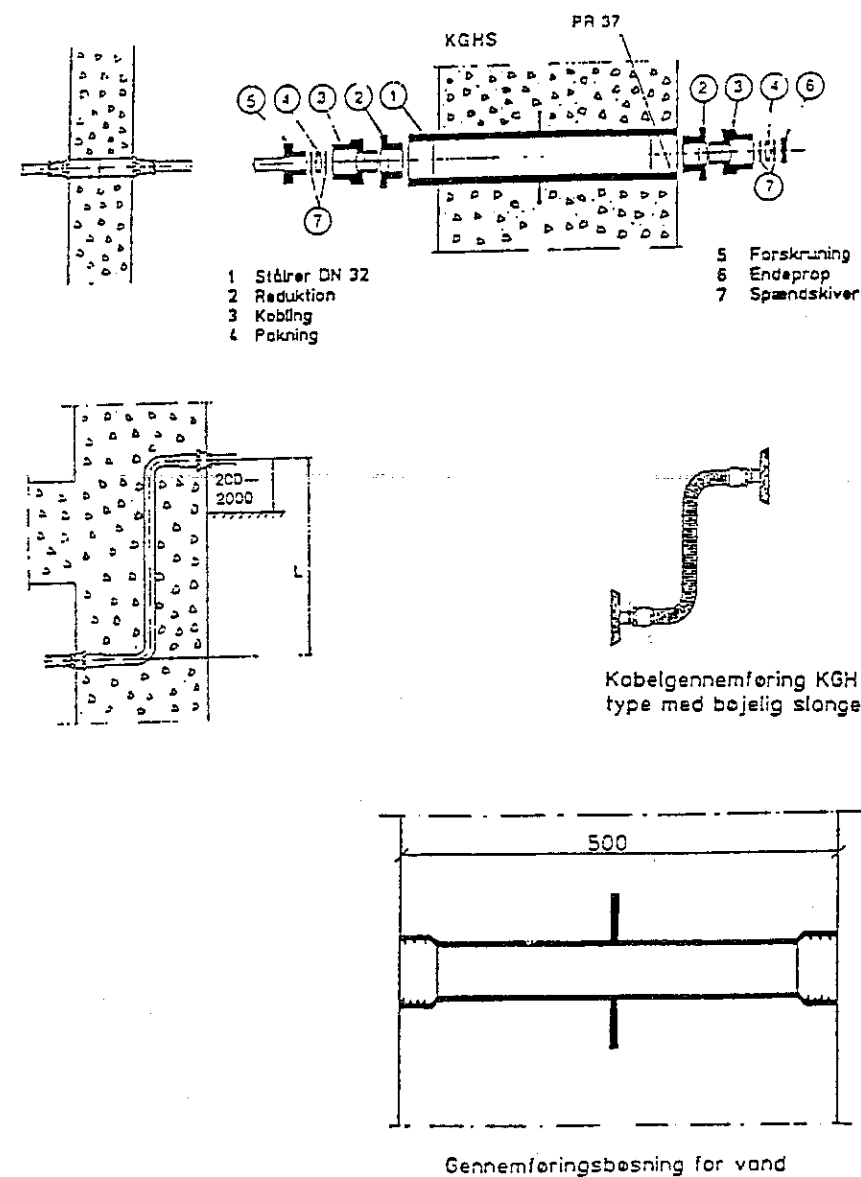 PR 37
KGHS
5 4 3 2 1
2 3 4 6
7
7
1 Stålrør DN 32
2 Reduktion
3 Kobling
4 Pakning
5 Forskruning
6 Endeprop
7 Spændskiver
200—
2000
L
Kabelgennemføring KGH
type med bøjelig slange
500
Gennemføringsbøsning for vand